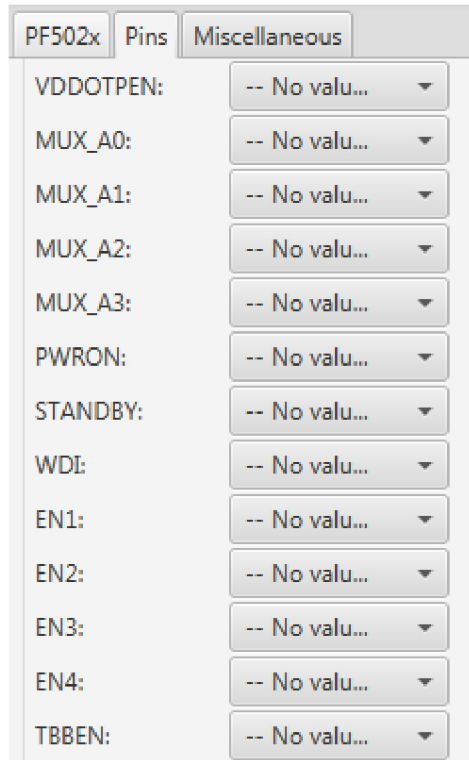 PF502x Pins Miscellaneous
VDDOTPEN: -- No valu...
MUX_A0: -- No valu...
MUX_A1: -- No valu...
MUX_A2: -- No valu...
MUX_A3: -- No valu...
PWRON: -- No valu...
STANDBY: -- No valu...
WDI: -- No valu...
EN1: -- No valu...
EN2: -- No valu...
EN3: -- No valu...
EN4: -- No valu...
TBBEN: -- No valu...